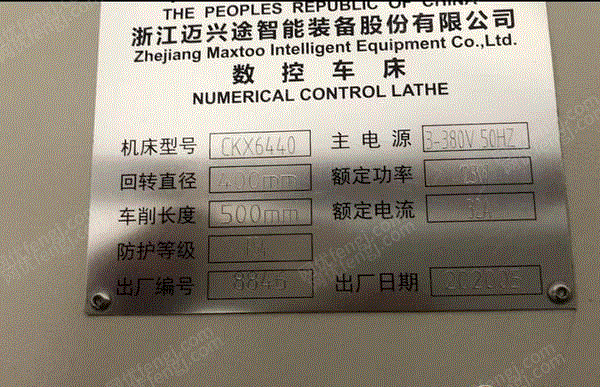 THE PEOPLES REPUBLIC OF CHINA
浙江迈兴途智能装备股份有限公司
Zhejiang Maxtoo Intelligent Equipment Co.,Ltd.
数控车床
NUMERICAL CONTROL LATHE
机床型号 CKX6440 主电源 3-380V 50HZ
回转直径 400mm 额定功率
车削长度 500mm 额定电流
防护等级
出厂编号 8846 出厂日期 202005